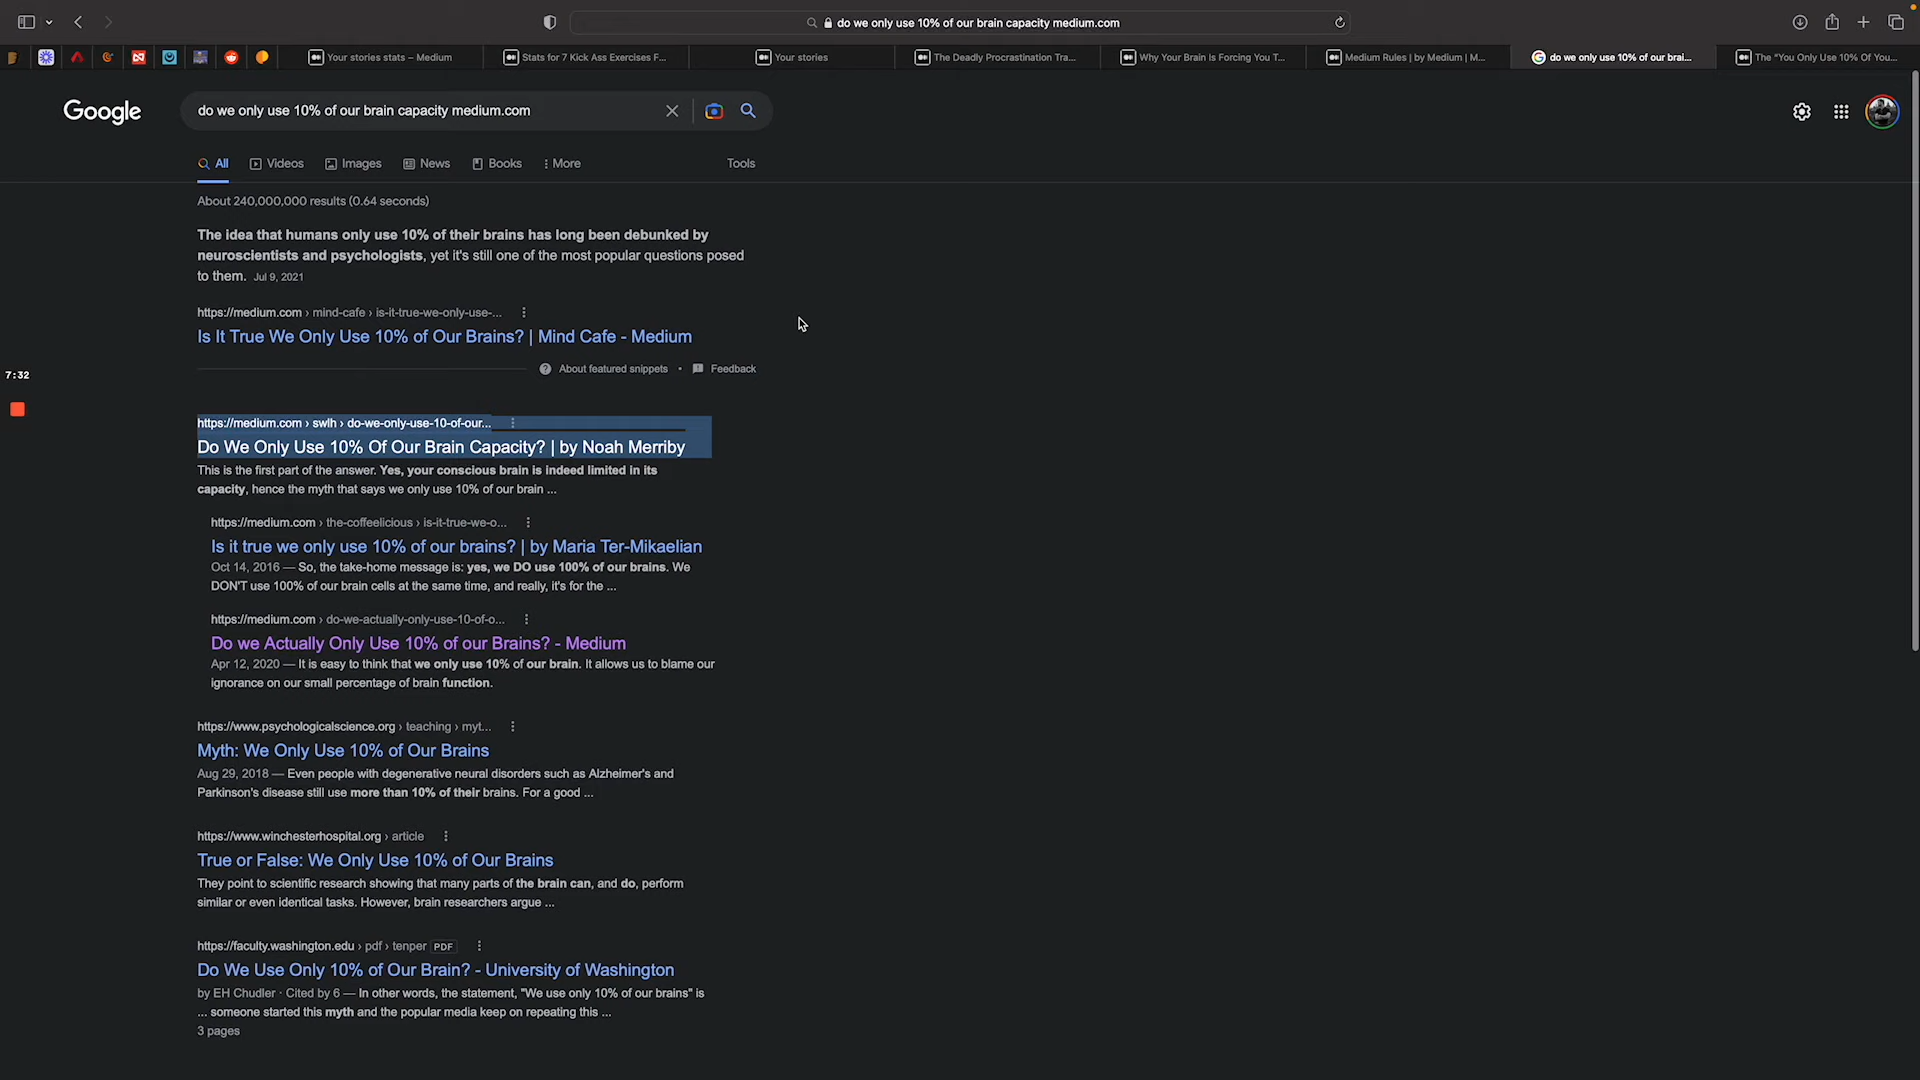 do we only use 10% of our brain capacity medium.com
Your stories stats – Medium
Stats for 7 Kick Ass Exercises F...
Your stories
The Deadly Procrastination Tra...
Why Your Brain is Forcing You T...
Medium Rules | by Medium | M...
do we only use 10% of our brai...
The "You Only Use 10% Of You...
Google
do we only use 10% of our brain capacity medium.com
All
Videos
Images
News
Books
More
Tools
About 240,000,000 results (0.64 seconds)
The idea that humans only use 10% of their brains has long been debunked by
neuroscientists and psychologists, yet it's still one of the most popular questions posed
to them. Jul 9, 2021
https://medium.com › mind-cafe › is-it-true-we-only-use-...
Is It True We Only Use 10% of Our Brains? | Mind Cafe - Medium
7:32
About featured snippets • Feedback
https://medium.com › swlh › do-we-only-use-10-of-our...
Do We Only Use 10% Of Our Brain Capacity? | by Noah Merriby
This is the first part of the answer. Yes, your conscious brain is indeed limited in its
capacity, hence the myth that says we only use 10% of our brain ...
https://medium.com › the-coffeelicious › is-it-true-we-o...
Is it true we only use 10% of our brains? | by Maria Ter-Mikaelian
Oct 14, 2016 — So, the take-home message is: yes, we DO use 100% of our brains. We
DON'T use 100% of our brain cells at the same time, and really, it's for the ...
https://medium.com › do-we-actually-only-use-10-of-o...
Do we Actually Only Use 10% of our Brains? - Medium
Apr 12, 2020 — It is easy to think that we only use 10% of our brain. It allows us to blame our
ignorance on our small percentage of brain function.
https://www.psychologicalscience.org › teaching › myt...
Myth: We Only Use 10% of Our Brains
Aug 29, 2018 — Even people with degenerative neural disorders such as Alzheimer's and
Parkinson's disease still use more than 10% of their brains. For a good ...
https://www.winchesterhospital.org › article
True or False: We Only Use 10% of Our Brains
They point to scientific research showing that many parts of the brain can, and do, perform
similar or even identical tasks. However, brain researchers argue ...
https://faculty.washington.edu › pdf › tenper PDF
Do We Use Only 10% of Our Brain? - University of Washington
by EH Chudler · Cited by 6 — In other words, the statement, "We use only 10% of our brains" is
... someone started this myth and the popular media keep on repeating this ...
3 pages